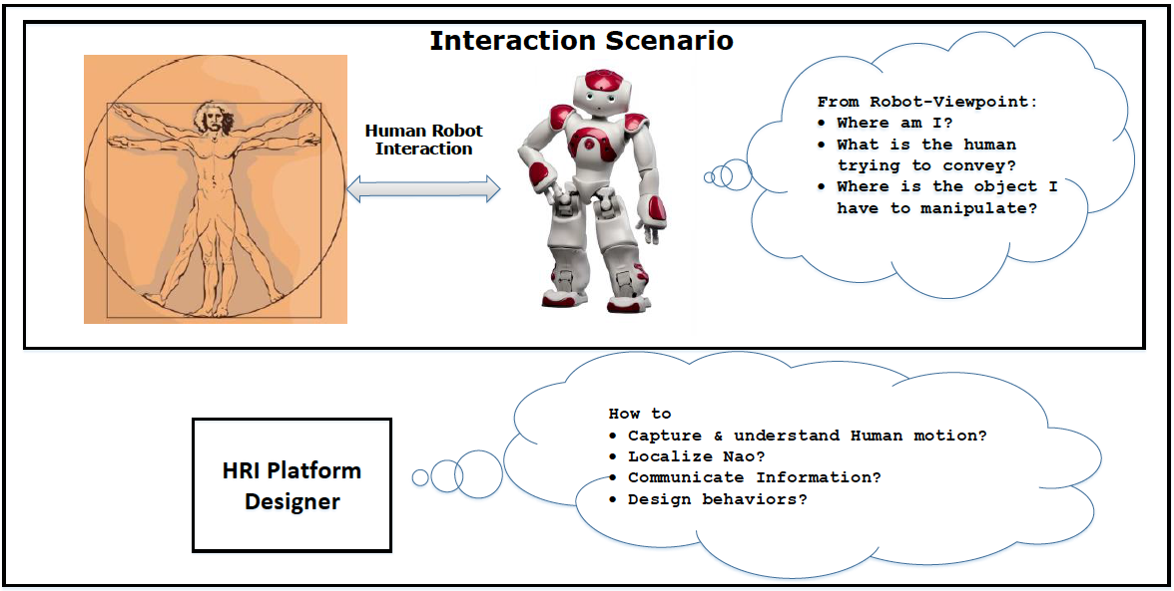 Interaction Scenario
Human Robot
Interaction
From Robot-Viewpoint:
• Where am I?
• What is the human
trying to convey?
• Where is the object I
have to manipulate?
HRI Platform
Designer
How to
• Capture & understand Human motion?
• Localize Nao?
• Communicate Information?
• Design behaviors?